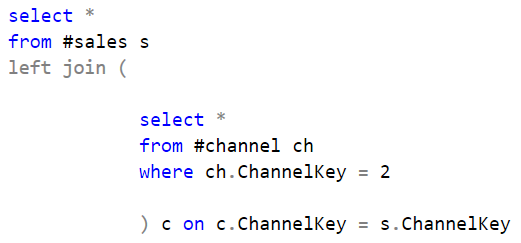 select *
from #sales s
left join (
select *
from #channel ch
where ch.ChannelKey = 2
) c on c.ChannelKey = s.ChannelKey